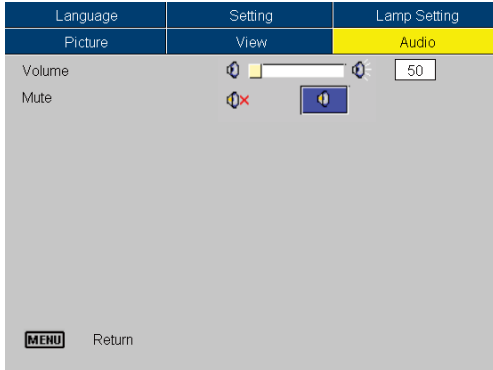 Language Setting Lamp Setting
Picture View Audio
Volume 50
Mute
MENU Return